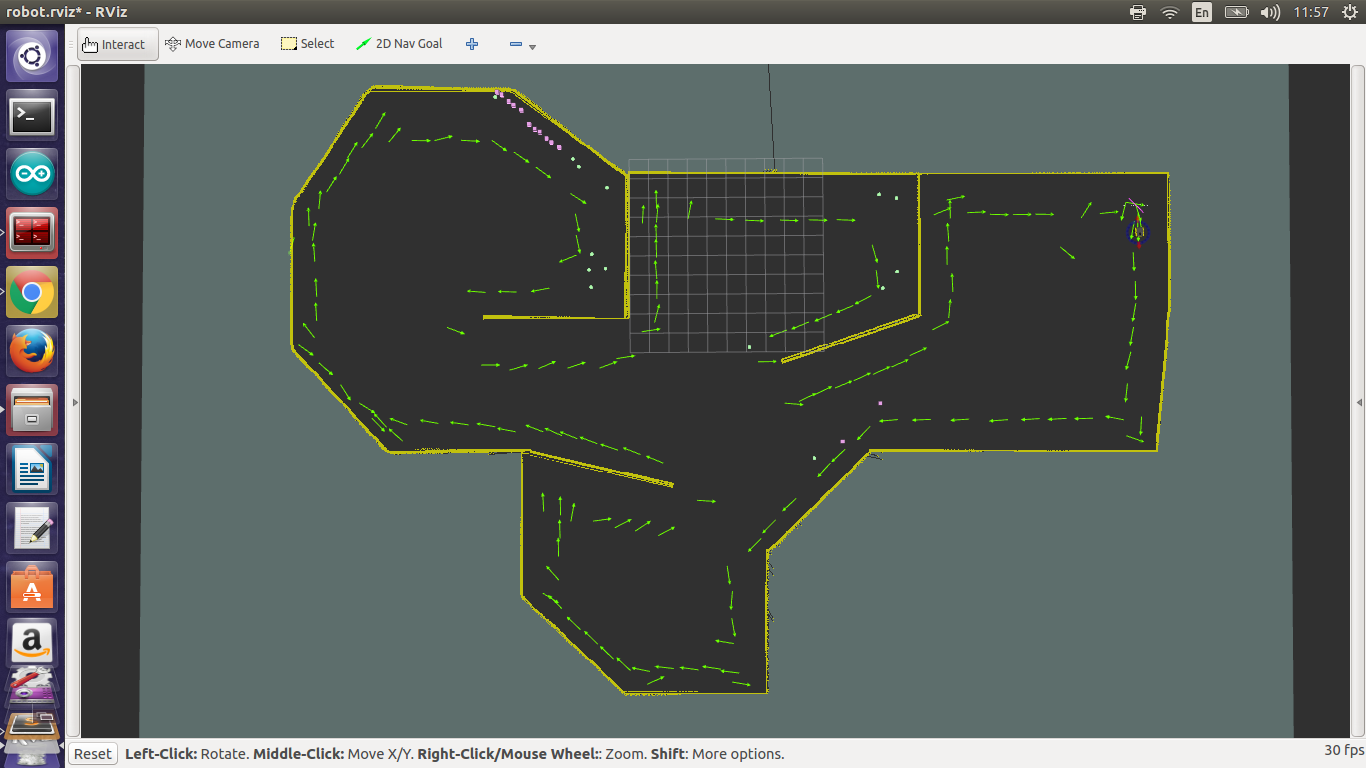 robot.rviz* - RViz
En
11:57
Interact
Move Camera
Select
2D Nav Goal
Reset
Left-Click: Rotate. Middle-Click: Move X/Y. Right-Click/Mouse Wheel:: Zoom. Shift: More options.
30 fps